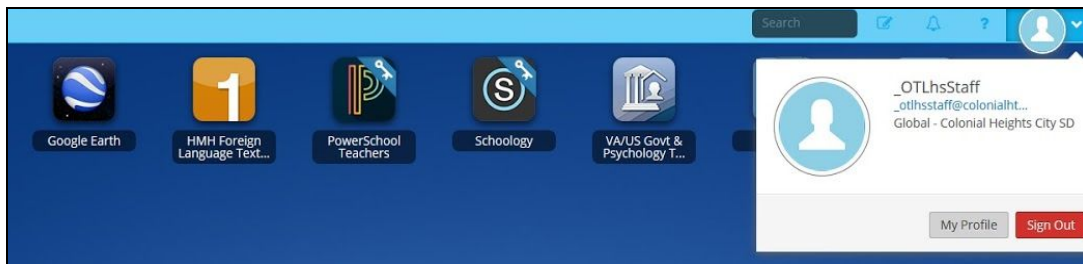 Search
?
_OTLhsStaff
_otlhsstaff@colonialht...
Global - Colonial Heights City SD
1
S
Google Earth
HMH Foreign
Language Text...
PowerSchool
Teachers
Schoology
VA/US Govt &
Psychology T...
My Profile
Sign Out